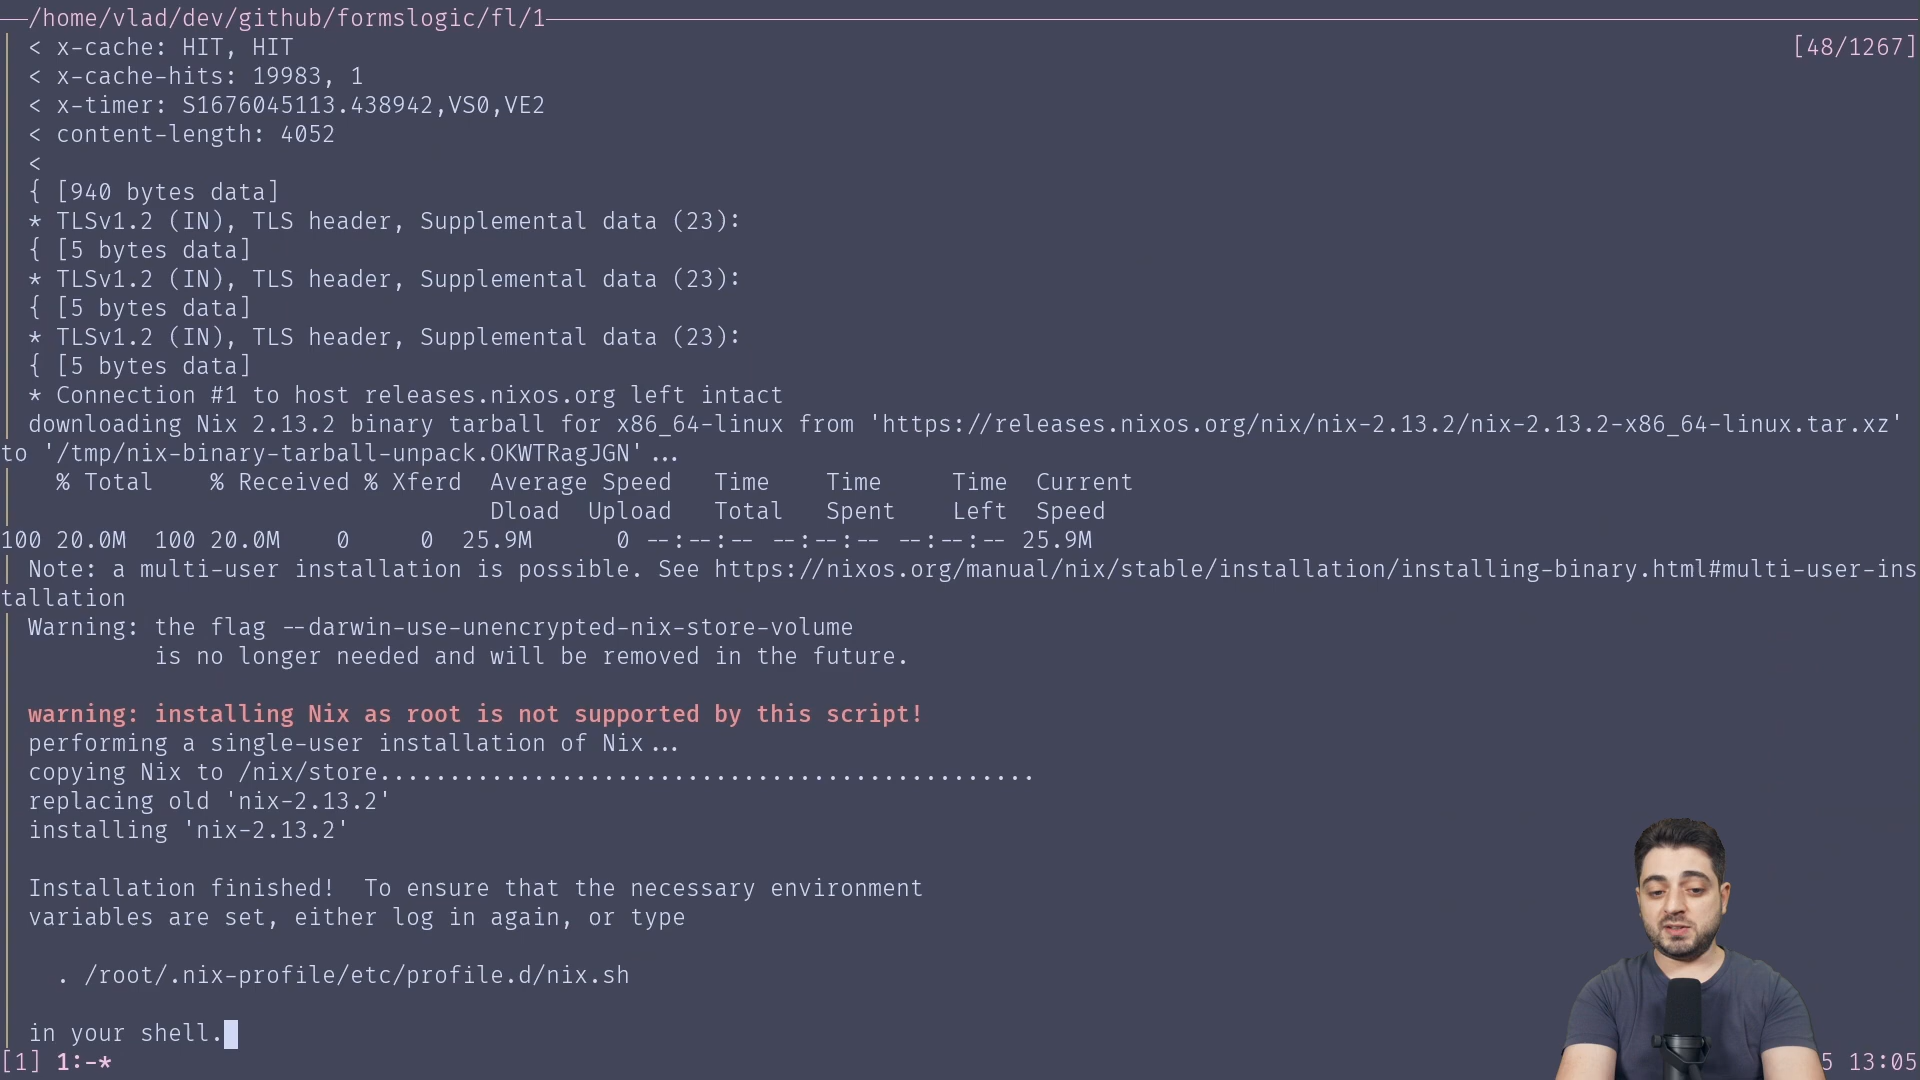 /home/vlad/dev/github/formslogic/fl/1
< x-cache: HIT, HIT [48/1267]
< x-cache-hits: 19983, 1
< x-timer: S1676045113.438942,VS0,VE2
< content-length: 4052
<
{ [940 bytes data]
* TLSv1.2 (IN), TLS header, Supplemental data (23):
{ [5 bytes data]
* TLSv1.2 (IN), TLS header, Supplemental data (23):
{ [5 bytes data]
* TLSv1.2 (IN), TLS header, Supplemental data (23):
{ [5 bytes data]
* Connection #1 to host releases.nixos.org left intact
downloading Nix 2.13.2 binary tarball for x86_64-linux from 'https://releases.nixos.org/nix/nix-2.13.2/nix-2.13.2-x86_64-linux.tar.xz'
to '/tmp/nix-binary-tarball-unpack.OKWTRagJGN'...
% Total    % Received % Xferd  Average Speed   Time    Time     Time  Current
Dload  Upload   Total   Spent    Left  Speed
100 20.0M  100 20.0M    0     0  25.9M      0 --:--:-- --:--:-- --:--:-- 25.9M
Note: a multi-user installation is possible. See https://nixos.org/manual/nix/stable/installation/installing-binary.html#multi-user-ins
tallation
Warning: the flag --darwin-use-unencrypted-nix-store-volume
is no longer needed and will be removed in the future.
warning: installing Nix as root is not supported by this script!
performing a single-user installation of Nix...
copying Nix to /nix/store...............................................
replacing old 'nix-2.13.2'
installing 'nix-2.13.2'
Installation finished!  To ensure that the necessary environment
variables are set, either log in again, or type
. /root/.nix-profile/etc/profile.d/nix.sh
in your shell.
[1] 1:-* 5 13:05